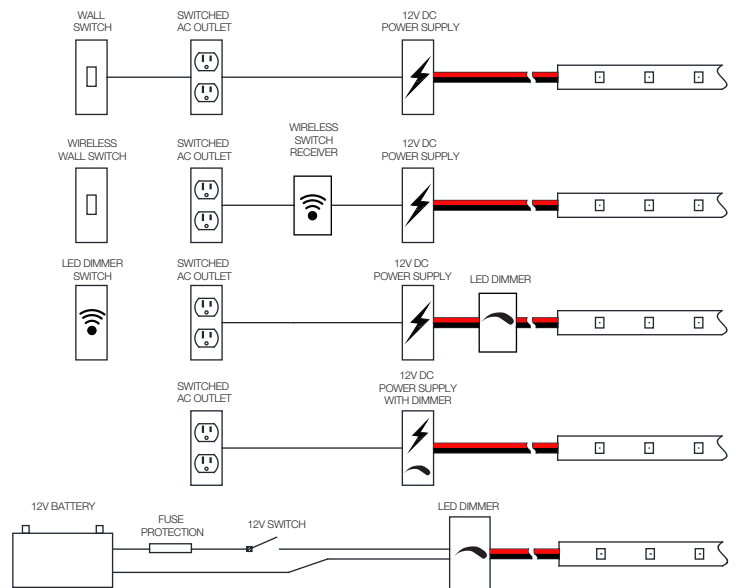 WALL
SWITCH
SWITCHED
AC OUTLET
12V DC
POWER SUPPLY
WIRELESS
WALL SWITCH
SWITCHED
AC OUTLET
WIRELESS
SWITCH
RECEIVER
12V DC
POWER SUPPLY
LED DIMMER
SWITCH
SWITCHED
AC OUTLET
12V DC
POWER SUPPLY
LED DIMMER
SWITCHED
AC OUTLET
12V DC
POWER SUPPLY
WITH DIMMER
12V BATTERY
FUSE
PROTECTION
12V SWITCH
LED DIMMER